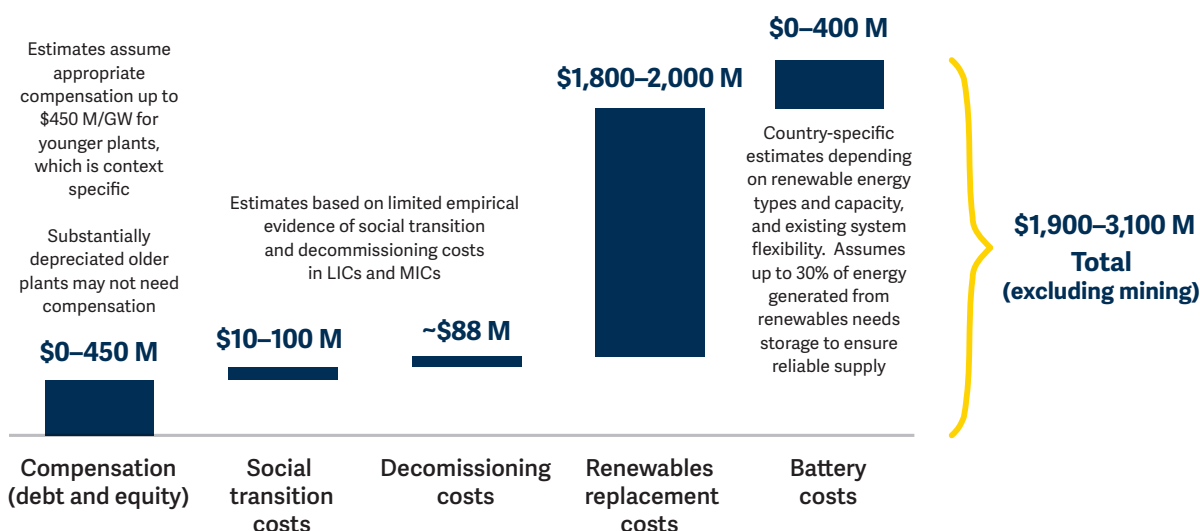 Estimates assume
appropriate
compensation up to
$450 M/GW for
younger plants,
which is context
specific
Substantially
depreciated older
plants may not need
compensation
$0–450 M
Estimates based on limited empirical
evidence of social transition
and decommissioning costs
in LICs and MICs
$10–100 M
~$88 M
$1,800–2,000 M
$0–400 M
Country-specific
estimates depending
on renewable energy
types and capacity,
and existing system
flexibility. Assumes
up to 30% of energy
generated from
renewables needs
storage to ensure
reliable supply
$1,900–3,100 M
Total
(excluding mining)
Compensation
(debt and equity)
Social
transition
costs
Decomissioning
costs
Renewables
replacement
costs
Battery
costs